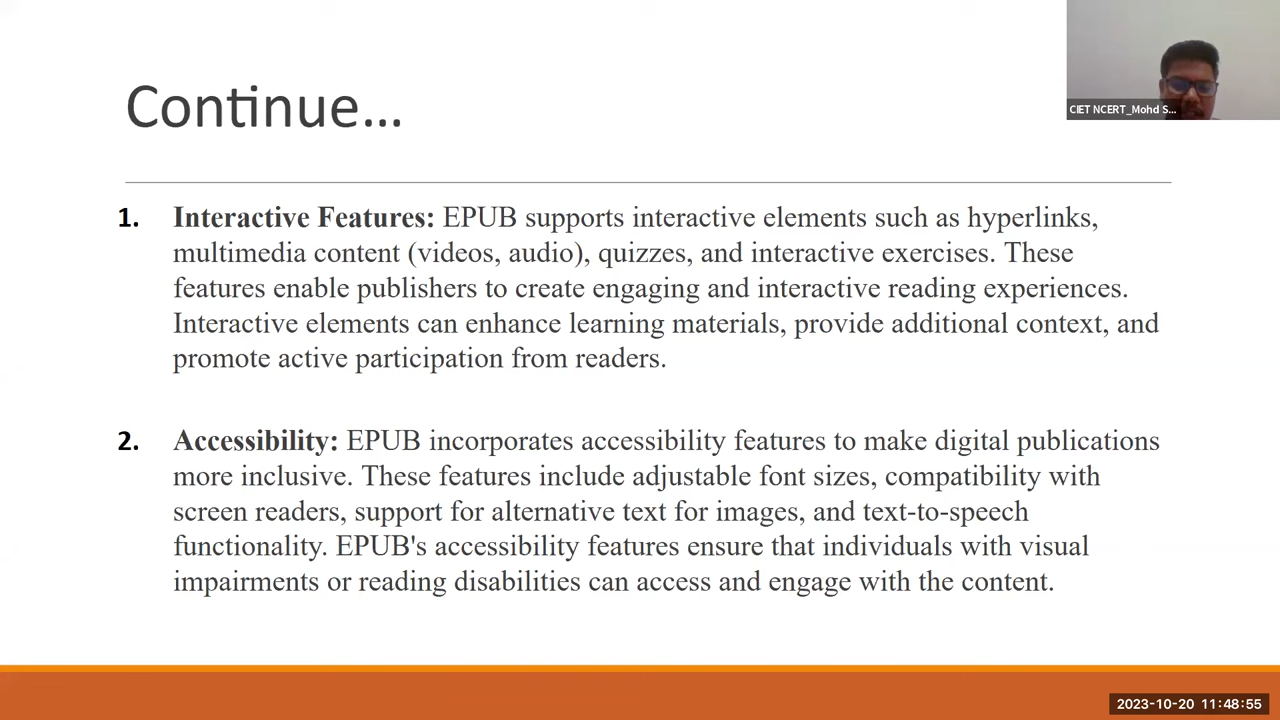 Continue...
CIET NCERT_Mohd S...
1. Interactive Features: EPUB supports interactive elements such as hyperlinks,
multimedia content (videos, audio), quizzes, and interactive exercises. These
features enable publishers to create engaging and interactive reading experiences.
Interactive elements can enhance learning materials, provide additional context, and
promote active participation from readers.
2. Accessibility: EPUB incorporates accessibility features to make digital publications
more inclusive. These features include adjustable font sizes, compatibility with
screen readers, support for alternative text for images, and text-to-speech
functionality. EPUB's accessibility features ensure that individuals with visual
impairments or reading disabilities can access and engage with the content.
2023-10-20 11:48:55